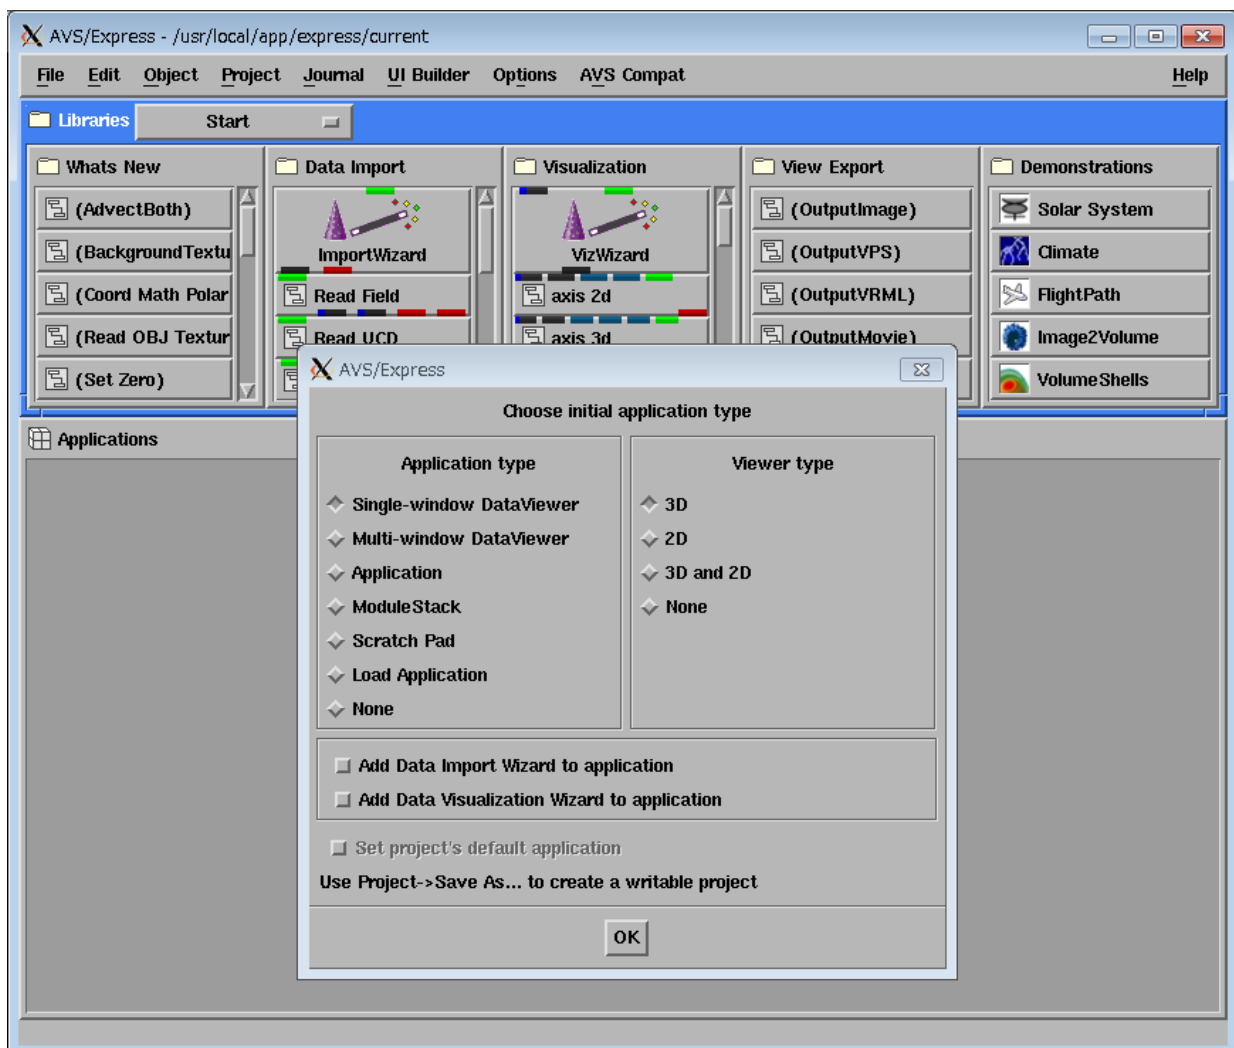 AVS/Express - /usr/local/app/express/current
File Edit Object Project Journal UI Builder Options AVS Compat Help
Libraries Start
Whats New Data Import Visualization View Export Demonstrations
(AdvectBoth)
(BackgroundTextu
(Coord Math Polar
(Read OBJ Textur
(Set Zero)
ImportWizard
Read Field
Read UCD
VizWizard
axis 2d
axis 3d
(OutputImage)
(OutputVPS)
(OutputVRML)
(OutputMovie)
Solar System
Climate
FlightPath
Image2Volume
VolumeShells
Applications
AVS/Express
Choose initial application type
Application type
Single-window DataViewer
Multi-window DataViewer
Application
ModuleStack
Scratch Pad
Load Application
None
Viewer type
3D
2D
3D and 2D
None
Add Data Import Wizard to application
Add Data Visualization Wizard to application
Set project's default application
Use Project->Save As... to create a writable project
OK